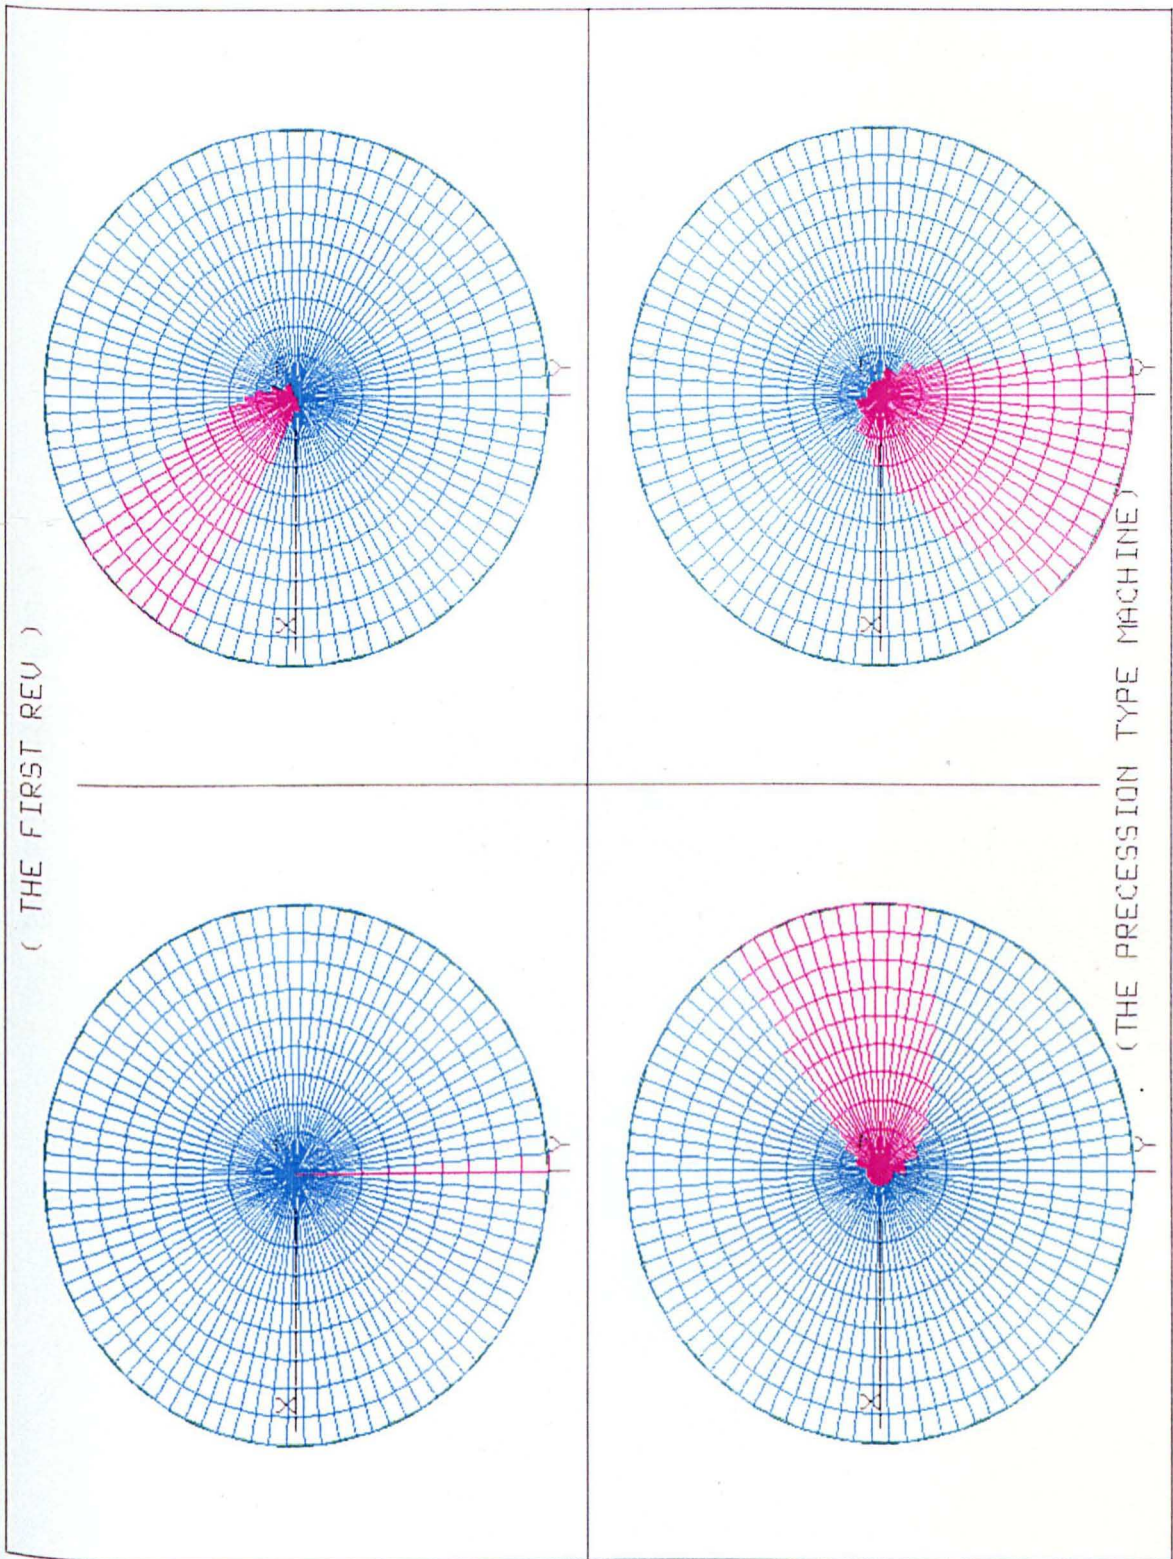 ( THE FIRST REV )
Y
X
Y
X
Y
X
Y
X
(THE PRECESSION TYPE MACHINE)